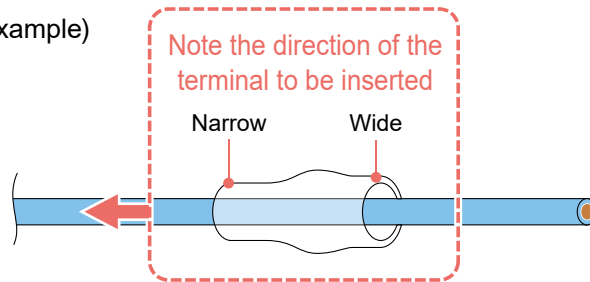 xample)
Note the direction of the
terminal to be inserted
Narrow Wide